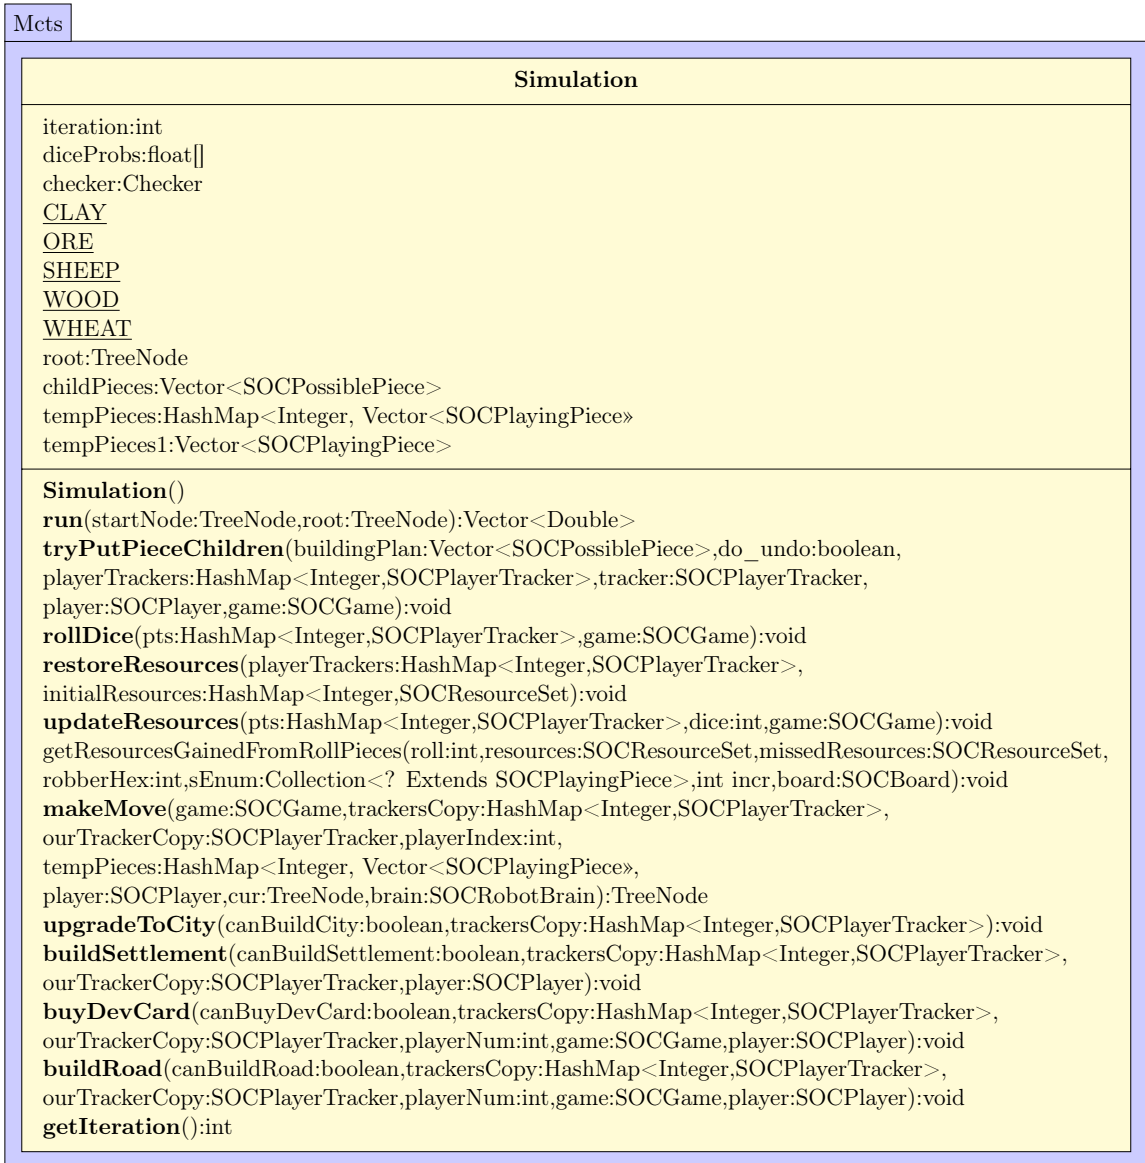 Mcts
Simulation
iteration:int
diceProbs:float[]
checker:Checker
CLAY
ORE
SHEEP
WOOD
WHEAT
root:TreeNode
childPieces:Vector<SOCPossiblePiece>
tempPieces:HashMap<Integer, Vector<SOCPlayingPiece»
tempPieces1:Vector<SOCPlayingPiece>
Simulation()
run(startNode:TreeNode,root:TreeNode):Vector<Double>
tryPutPieceChildren(buildingPlan:Vector<SOCPossiblePiece>,do_undo:boolean,
playerTrackers:HashMap<Integer,SOCPlayerTracker>,tracker:SOCPlayerTracker,
player:SOCPlayer,game:SOCGame):void
rollDice(pts:HashMap<Integer,SOCPlayerTracker>,game:SOCGame):void
restoreResources(playerTrackers:HashMap<Integer,SOCPlayerTracker>,
initialResources:HashMap<Integer,SOCResourceSet):void
updateResources(pts:HashMap<Integer,SOCPlayerTracker>,dice:int,game:SOCGame):void
getResourcesGainedFromRollPieces(roll:int,resources:SOCResourceSet,missedResources:SOCResourceSet,
robberHex:int,sEnum:Collection<? Extends SOCPlayingPiece>,int incr,board:SOCBoard):void
makeMove(game:SOCGame,trackersCopy:HashMap<Integer,SOCPlayerTracker>,
ourTrackerCopy:SOCPlayerTracker,playerIndex:int,
tempPieces:HashMap<Integer, Vector<SOCPlayingPiece»,
player:SOCPlayer,cur:TreeNode,brain:SOCRobotBrain):TreeNode
upgradeToCity(canBuildCity:boolean,trackersCopy:HashMap<Integer,SOCPlayerTracker>):void
buildSettlement(canBuildSettlement:boolean,trackersCopy:HashMap<Integer,SOCPlayerTracker>,
ourTrackerCopy:SOCPlayerTracker,player:SOCPlayer):void
buyDevCard(canBuyDevCard:boolean,trackersCopy:HashMap<Integer,SOCPlayerTracker>,
ourTrackerCopy:SOCPlayerTracker,playerNum:int,game:SOCGame,player:SOCPlayer):void
buildRoad(canBuildRoad:boolean,trackersCopy:HashMap<Integer,SOCPlayerTracker>,
ourTrackerCopy:SOCPlayerTracker,playerNum:int,game:SOCGame,player:SOCPlayer):void
getIteration():int